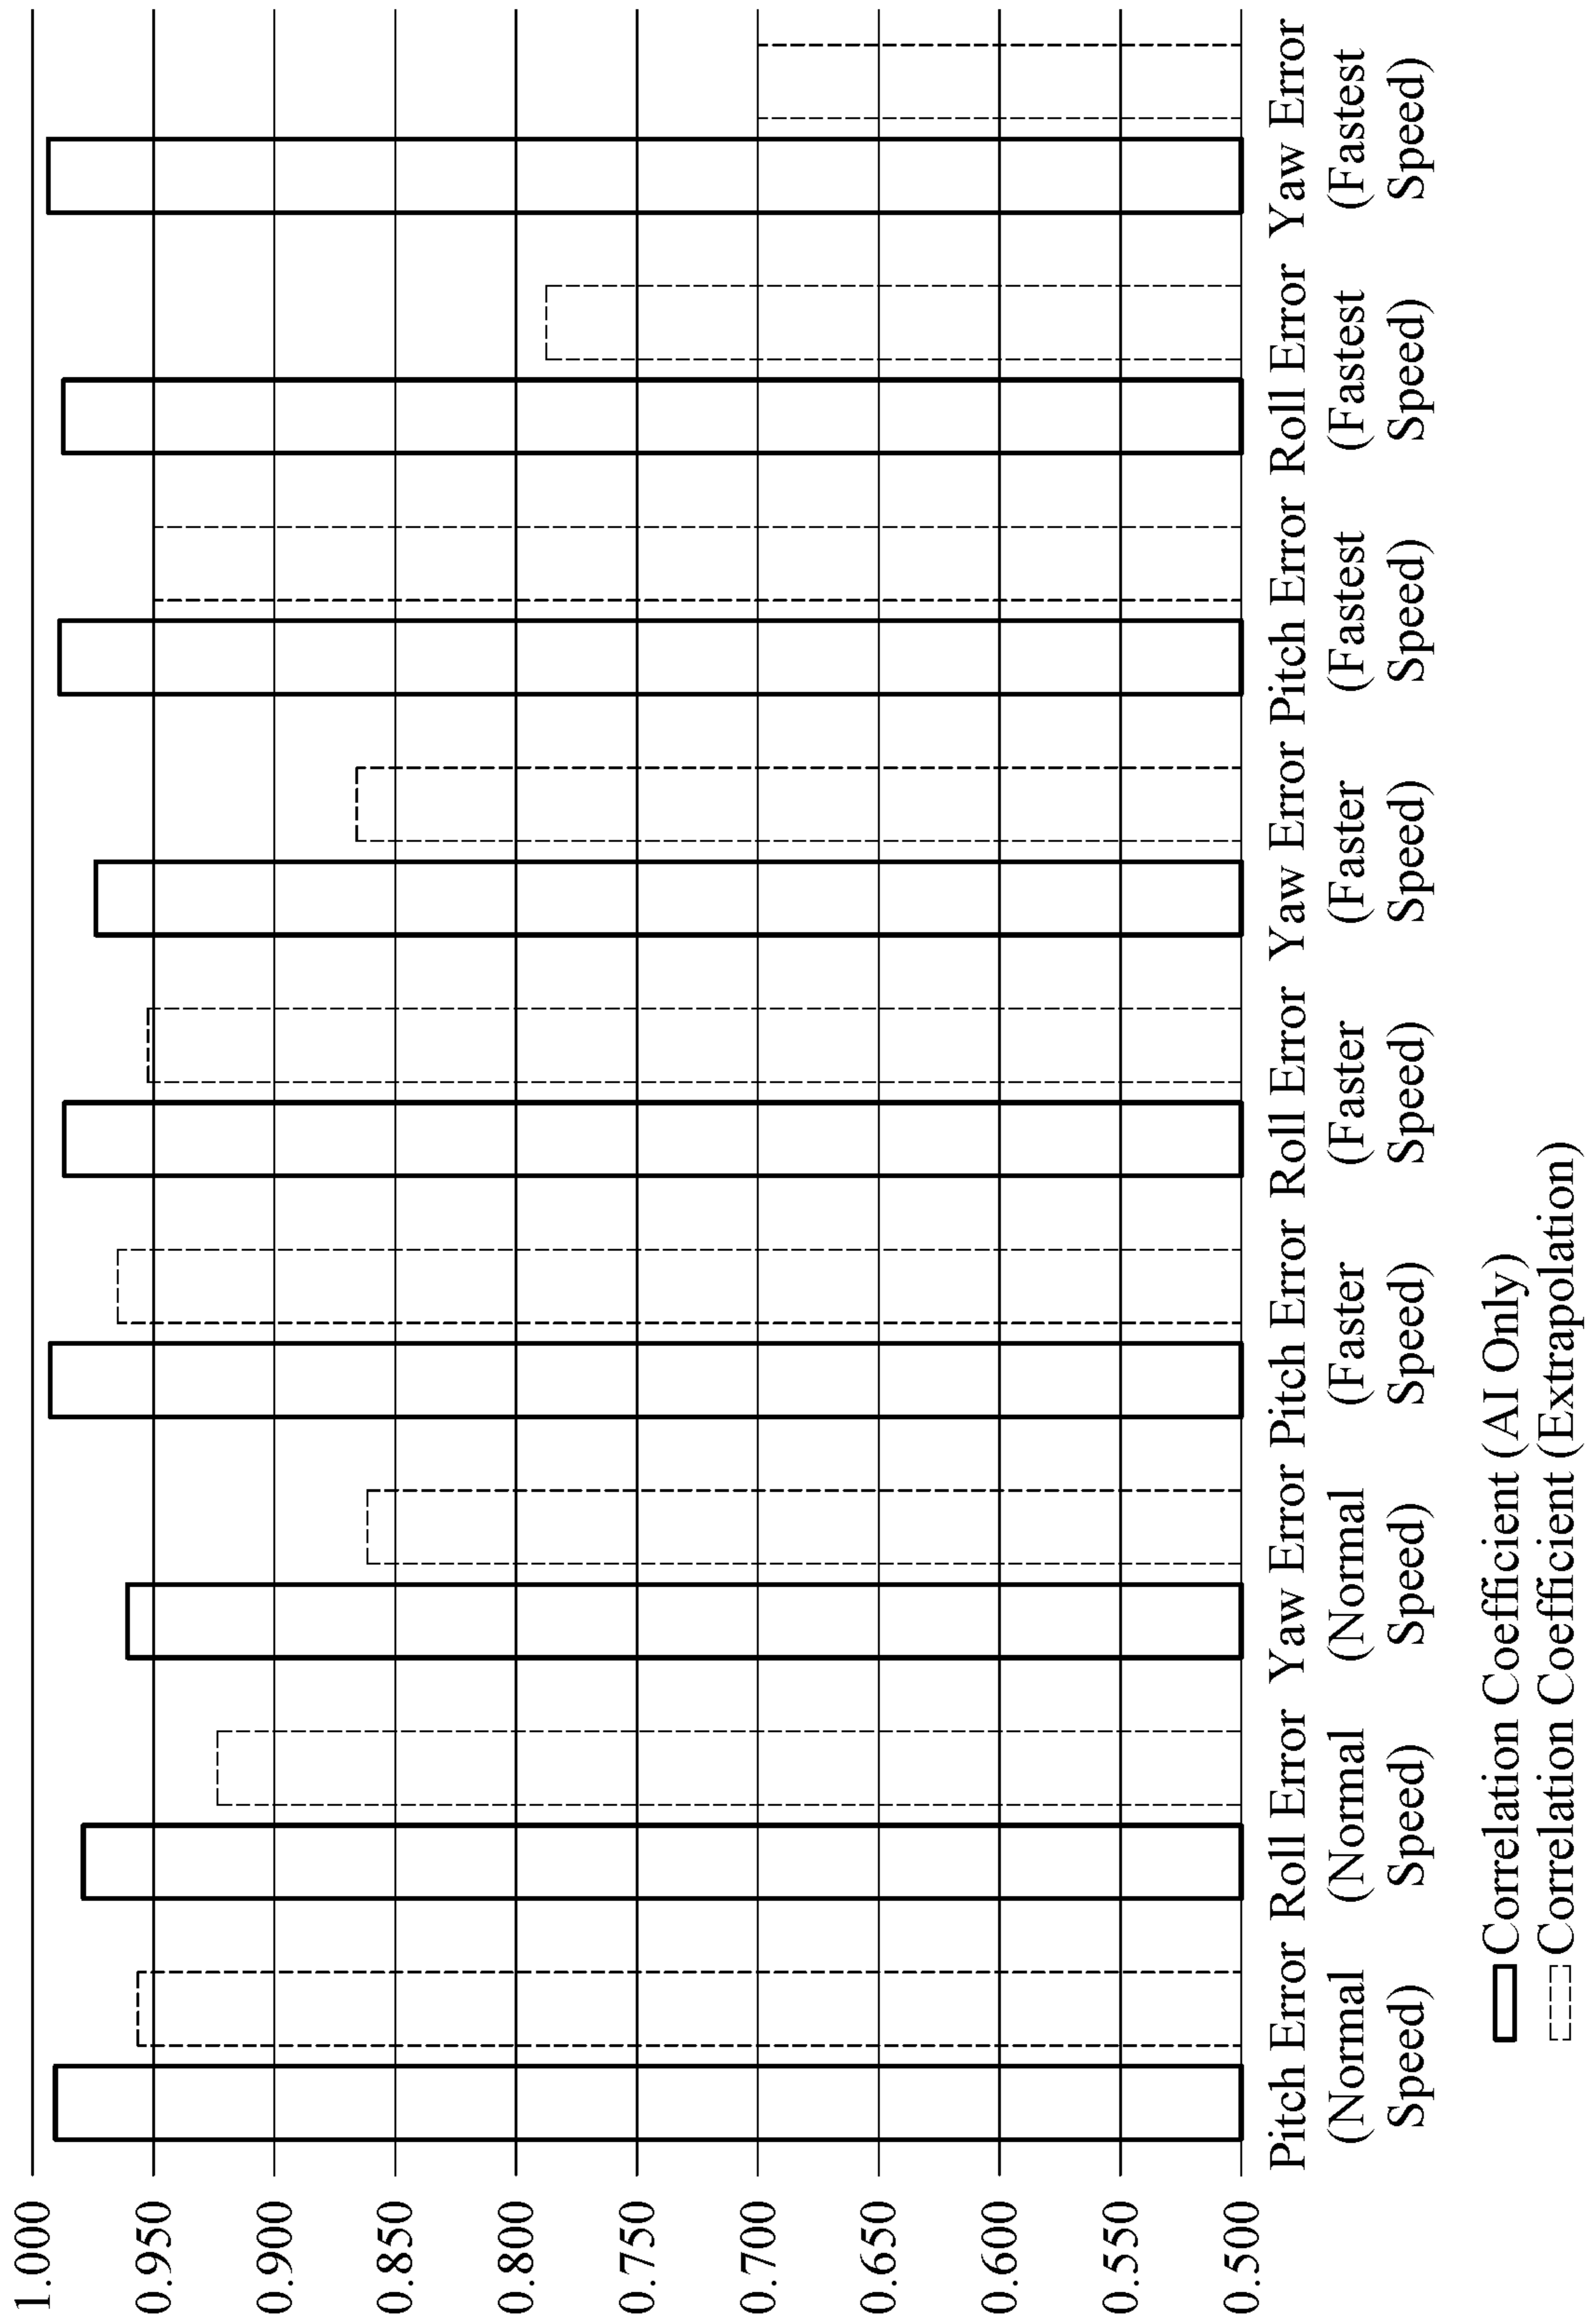 1.000
0.950
0.900
0.850
0.800
0.750
0.700
0.650
0.600
0.550
0.500
Pitch Error
(Normal
Speed)
Roll Error
(Normal
Speed)
Yaw Error
(Normal
Speed)
Pitch Error
(Faster
Speed)
Roll Error
(Faster
Speed)
Yaw Error
(Faster
Speed)
Pitch Error
(Fastest
Speed)
Roll Error
(Fastest
Speed)
Yaw Error
(Fastest
Speed)
Correlation Coefficient (AI Only)
Correlation Coefficient (Extrapolation)